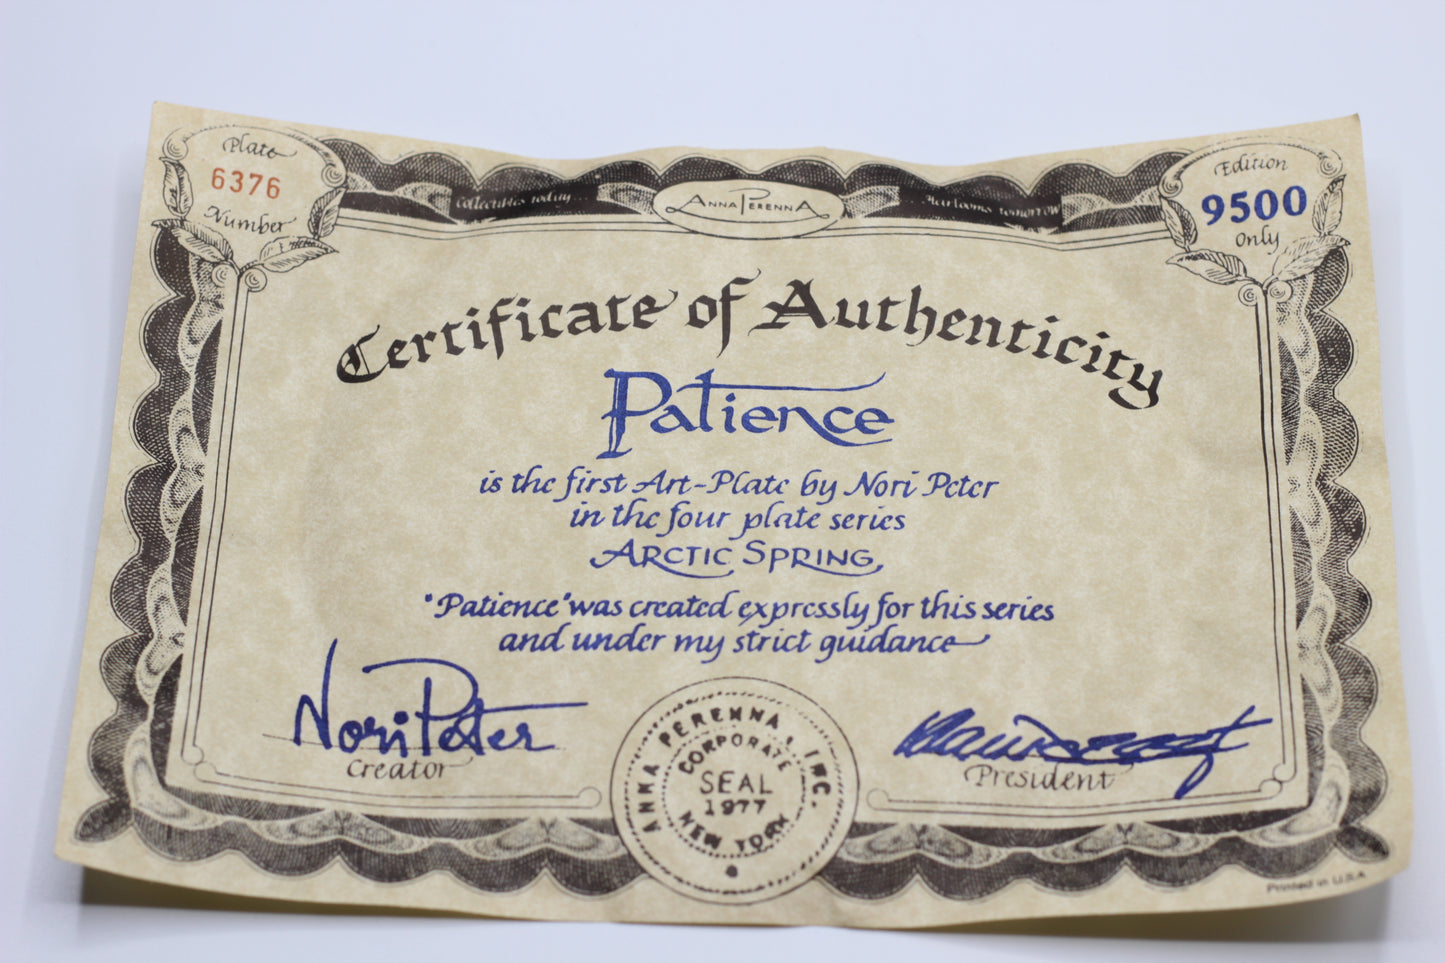 Plate
6376
Number
Collectibles today...
ANNA PERENNA
Heirlooms tomorrow
Edition
9500
Only
Certificate of Authenticity
Patience
is the first Art-Plate by Nori Peter
in the four plate series
ARCTIC SPRING,
"Patience" was created expressly for this series
and under my strict guidance
Nori Peter
Creator
President
ANNA PERENNA, INC.
CORPORATE
SEAL
1977
NEW YORK
Printed in U.S.A